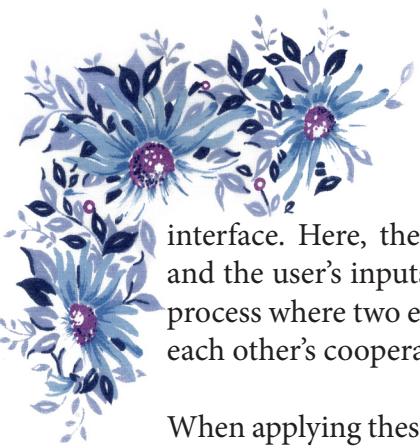 interface. Here, the
and the user’s input
process where two e
each other’s coopera
When applying thes